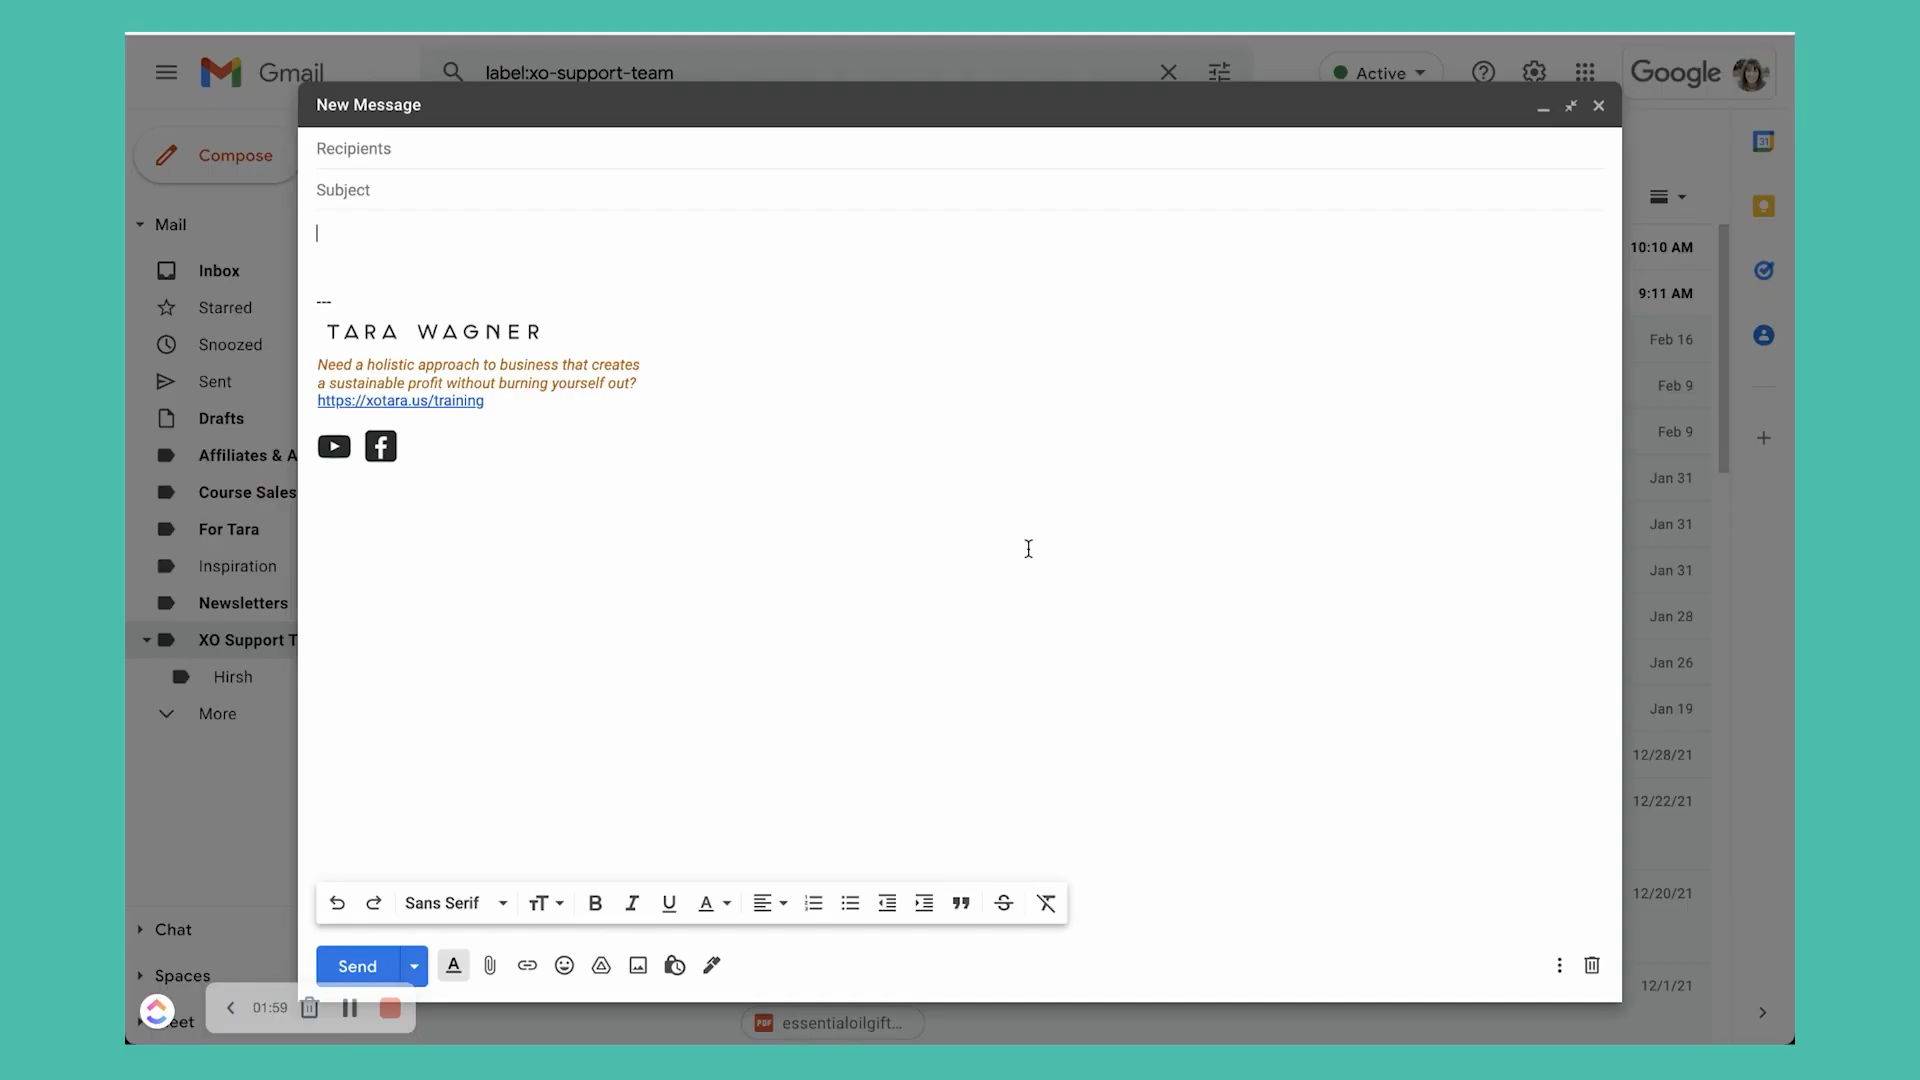 Gmail
label:xo-support-team
Active
Google
New Message
Compose
Recipients
Subject
Mail
Inbox
Starred
Snoozed
Sent
Drafts
Affiliates & A
Course Sales
For Tara
Inspiration
Newsletters
XO Support T
Hirsh
More
Chat
Spaces
eet
---
TARA WAGNER
Need a holistic approach to business that creates
a sustainable profit without burning yourself out?
https://xotara.us/training
31
10:10 AM
9:11 AM
Feb 16
Feb 9
Feb 9
Jan 31
Jan 31
Jan 31
Jan 28
Jan 26
Jan 19
12/28/21
12/22/21
12/20/21
12/1/21
Sans Serif
Send
01:59
PDF essentialoilgift...